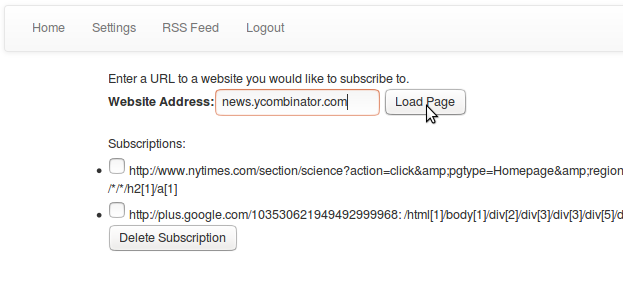 Home Settings RSS Feed Logout
Enter a URL to a website you would like to subscribe to.
Website Address: news.ycombinator.com Load Page
Subscriptions:
http://www.nytimes.com/section/science?action=click&amp;pgtype=Homepage&amp;region
/*/*/h2[1]/a[1]
http://plus.google.com/103530621949492999968: /html[1]/body[1]/div[2]/div[3]/div[3]/div[5]/d
Delete Subscription